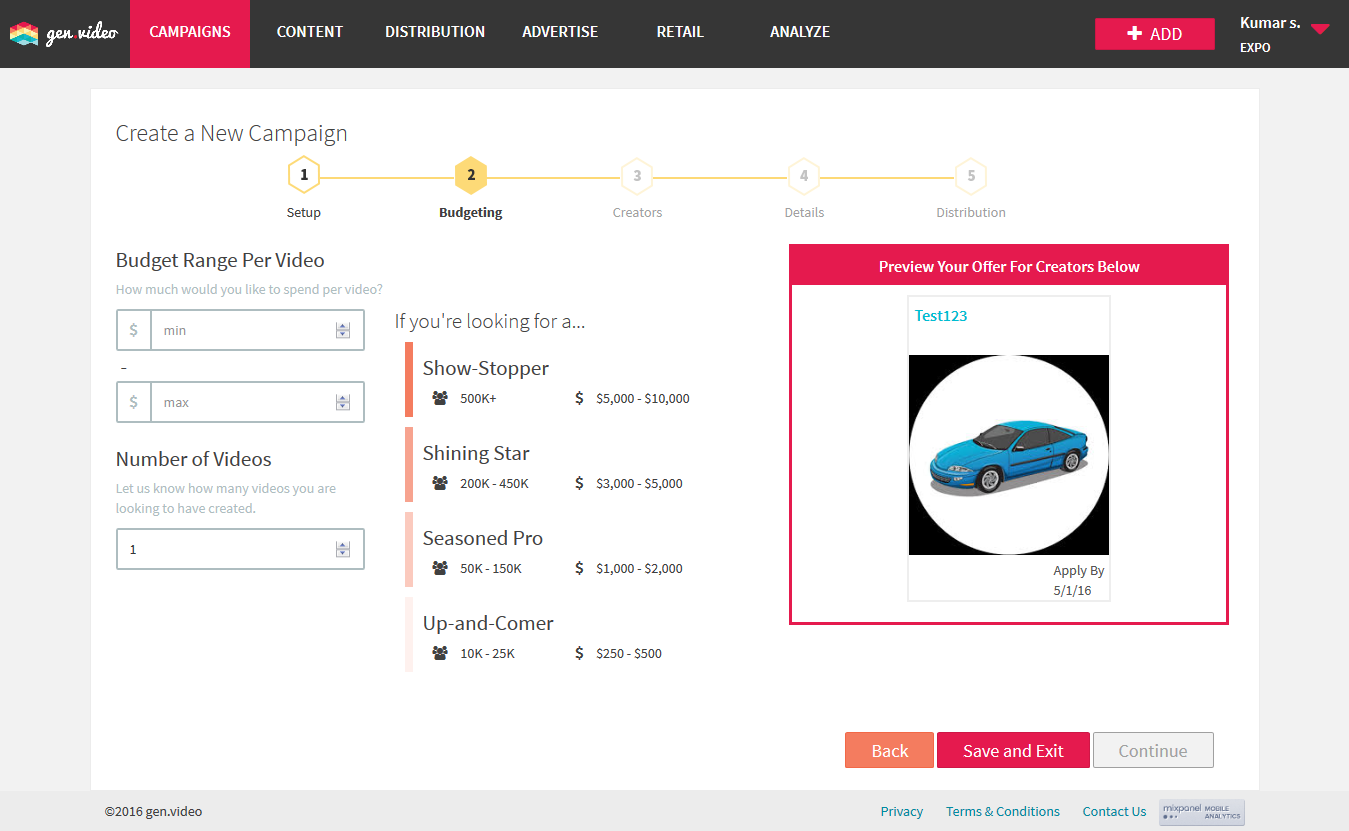 gen.video
CAMPAIGNS
CONTENT
DISTRIBUTION
ADVERTISE
RETAIL
ANALYZE
ADD
Kumar s.
EXPO
Create a New Campaign
1
2
3
4
5
Setup
Budgeting
Creators
Details
Distribution
Budget Range Per Video
How much would you like to spend per video?
$ min
–
$ max
Number of Videos
Let us know how many videos you are
looking to have created.
1
If you're looking for a...
Show-Stopper
500K+ $ $5,000 - $10,000
Shining Star
200K - 450K $ $3,000 - $5,000
Seasoned Pro
50K - 150K $ $1,000 - $2,000
Up-and-Comer
10K - 25K $ $250 - $500
Preview Your Offer For Creators Below
Test123
Apply By
5/1/16
Back
Save and Exit
Continue
©2016 gen.video
Privacy
Terms & Conditions
Contact Us
mixpanel MOBILE
ANALYTICS